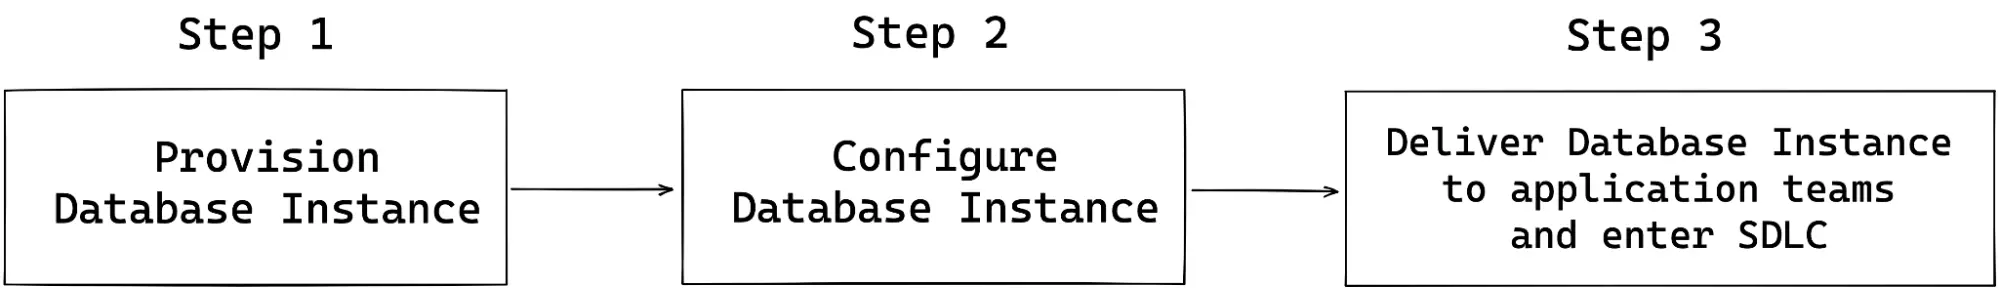 Step 1
Provision
Database Instance
Step 2
Configure
Database Instance
Step 3
Deliver Database Instance
to application teams
and enter SDLC